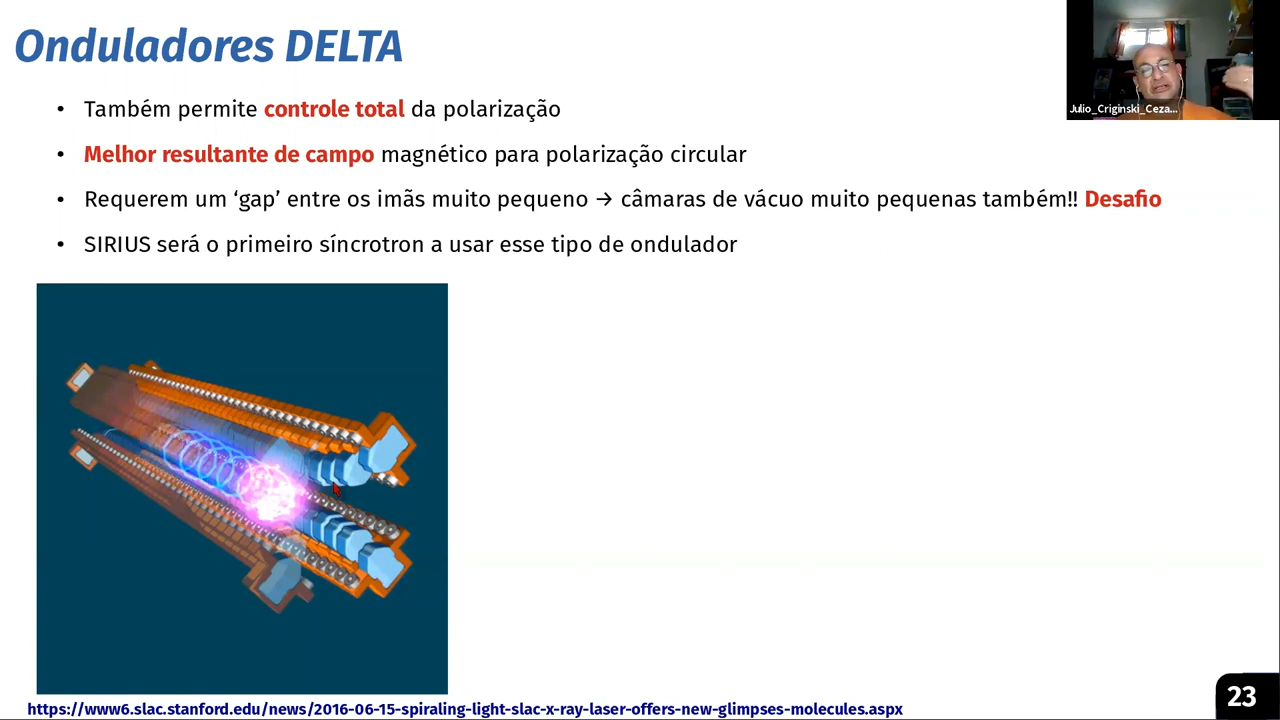 Onduladores DELTA
Julio_Criginski_Ceza...
• Também permite controle total da polarização
• Melhor resultante de campo magnético para polarização circular
• Requerem um ‘gap’ entre os imãs muito pequeno → câmaras de vácuo muito pequenas também!! Desafio
• SIRIUS será o primeiro síncrotron a usar esse tipo de ondulador
https://www6.slac.stanford.edu/news/2016-06-15-spiraling-light-slac-x-ray-laser-offers-new-glimpses-molecules.aspx
23